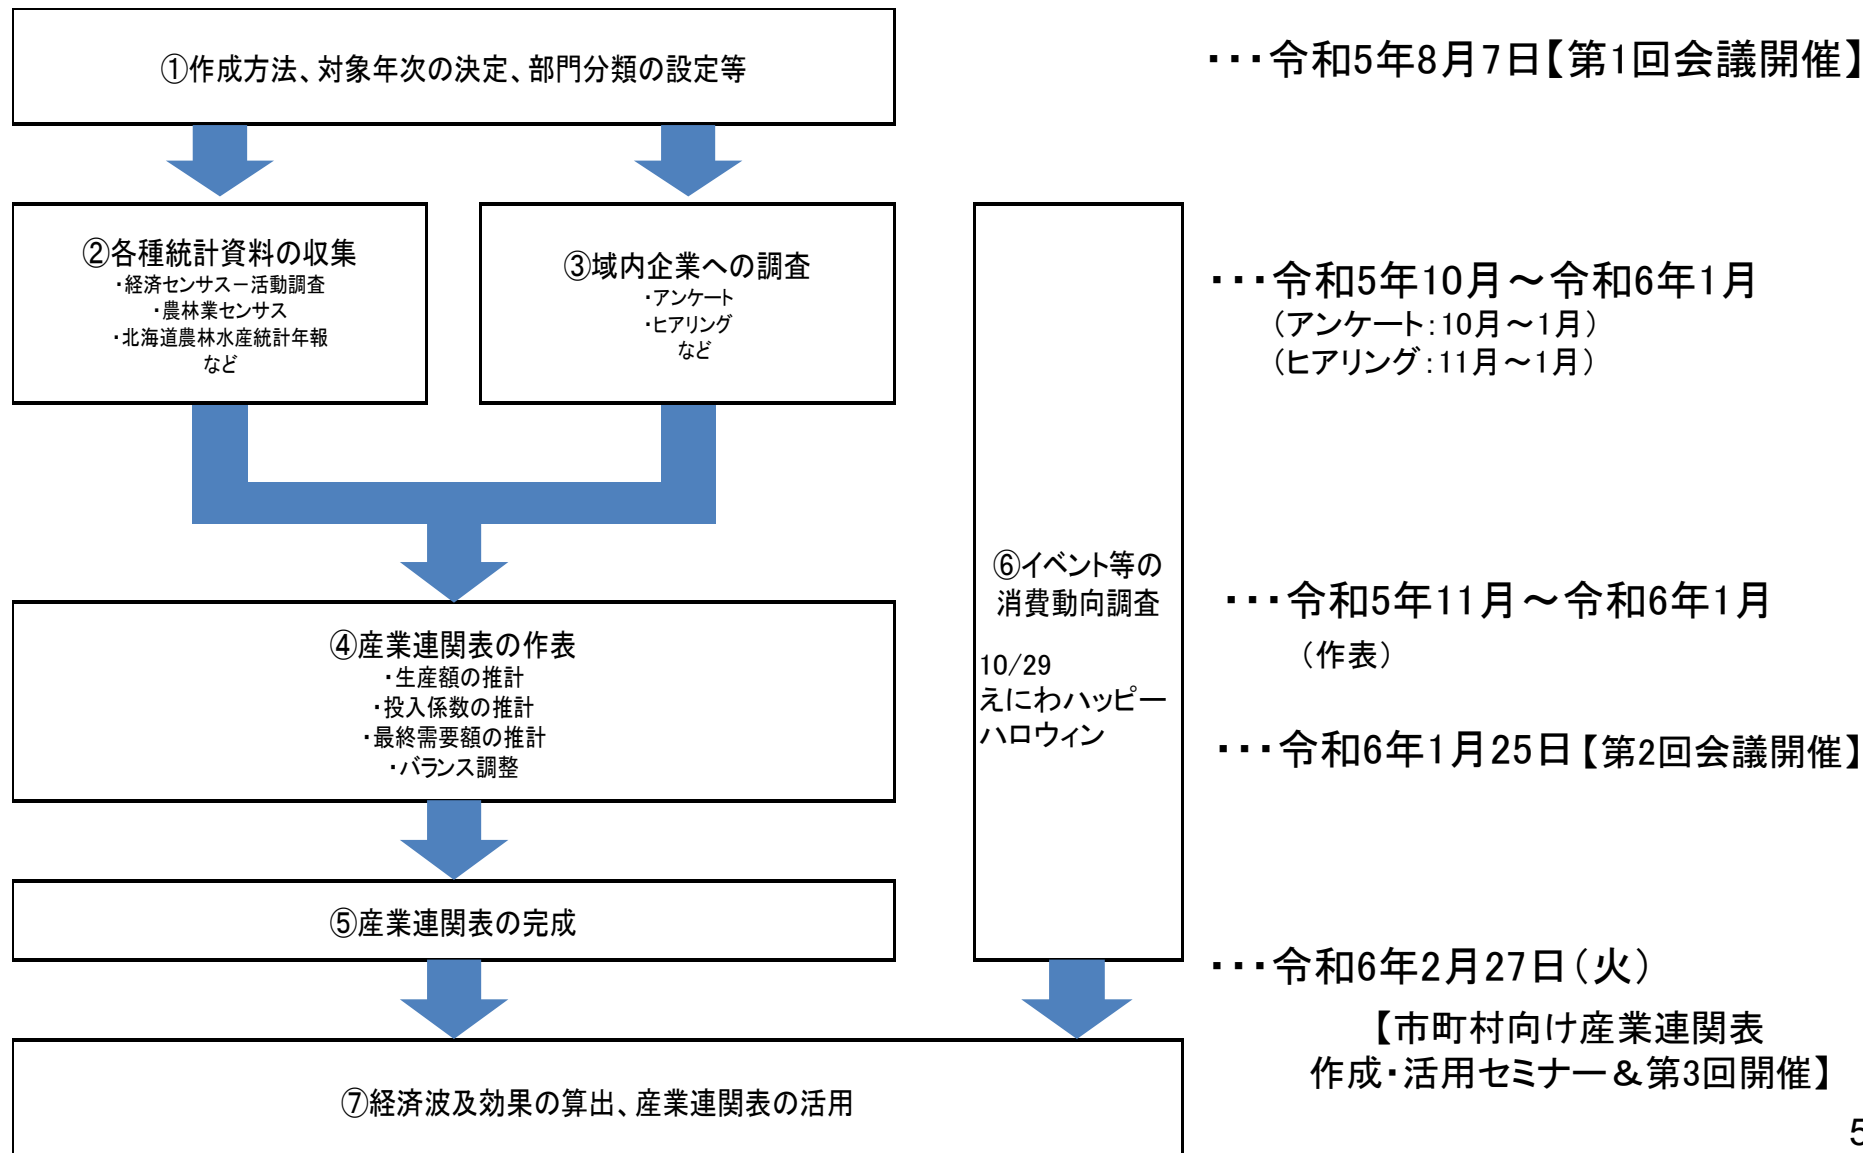 ①作成方法、対象年次の決定、部門分類の設定等
・・・令和5年8月7日【第1回会議開催】
②各種統計資料の収集
・経済センサス－活動調査
・農林業センサス
・北海道農林水産統計年報
など
③域内企業への調査
・アンケート
・ヒアリング
など
・・・令和5年10月～令和6年1月
（アンケート：10月～1月）
（ヒアリング：11月～1月）
⑥イベント等の
消費動向調査
10/29
えにわハッピー
ハロウィン
④産業連関表の作表
・生産額の推計
・投入係数の推計
・最終需要額の推計
・バランス調整
・・・令和5年11月～令和6年1月
（作表）
・・・令和6年1月25日【第2回会議開催】
⑤産業連関表の完成
・・・令和6年2月27日（火）
【市町村向け産業連関表
作成・活用セミナー＆第3回開催】
⑦経済波及効果の算出、産業連関表の活用
5